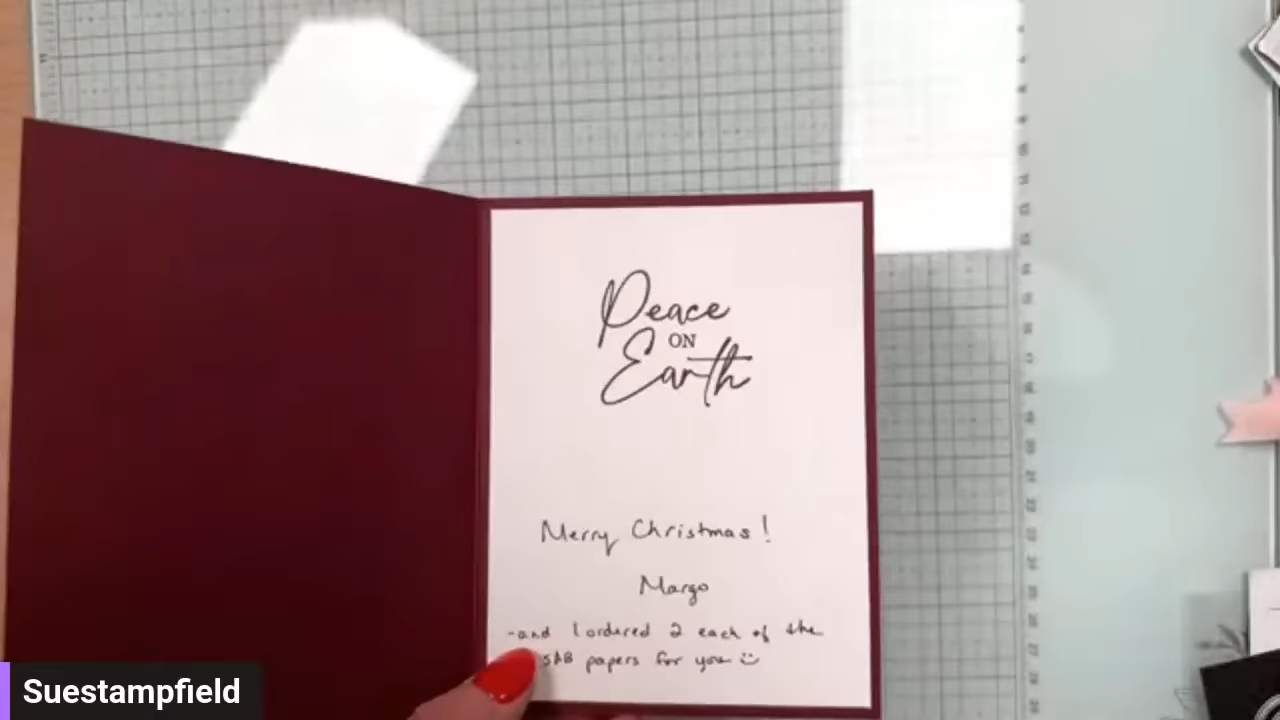 Peace
ON
Earth
Merry Christmas!
Margo
-and I ordered 2 each of the
SAB papers for you
Suestampfield